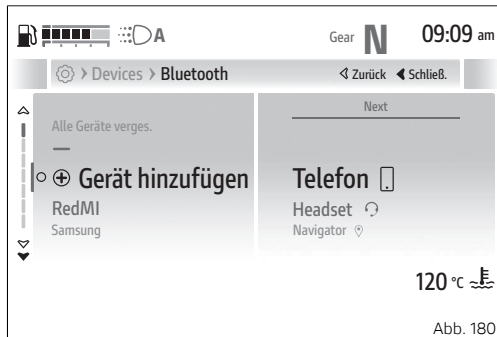 A Gear N 09:09 am
Devices > Bluetooth Zurück Schließ.
Alle Geräte verges. Next
Gerät hinzufügen Telefon
RedMI Headset
Samsung Navigator
120 °C
Abb. 180